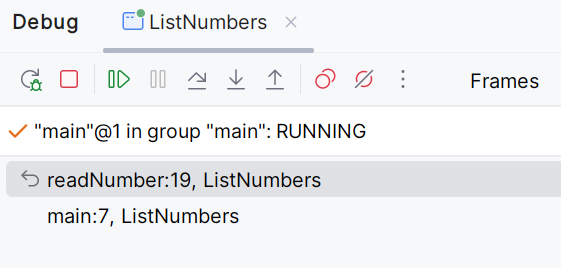 Debug ListNumbers
Frames
"main"@1 in group "main": RUNNING
readNumber:19, ListNumbers
main:7, ListNumbers